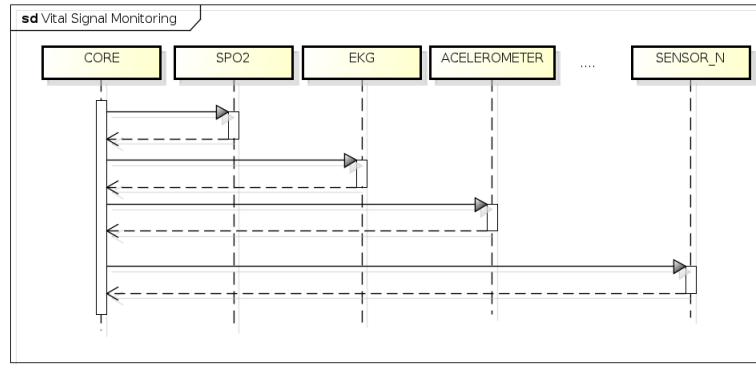 sd Vital Signal Monitoring
CORE
SPO2
EKG
ACELEROMETER
....
SENSOR_N